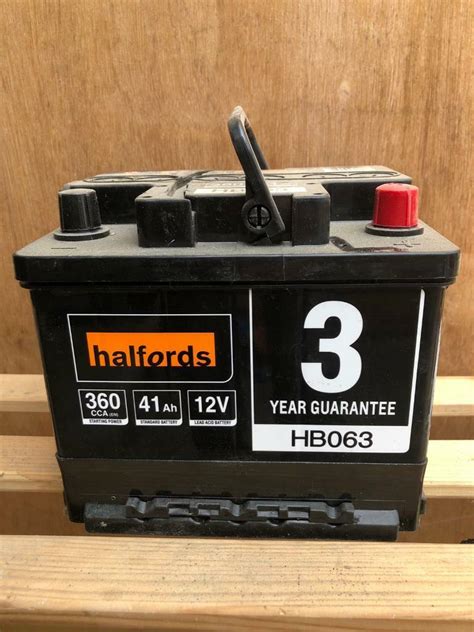 halfords
360
CCA (EN)
STARTING POWER
41Ah
STANDARD BATTERY
12V
LEAD ACID BATTERY
3
YEAR GUARANTEE
HB063